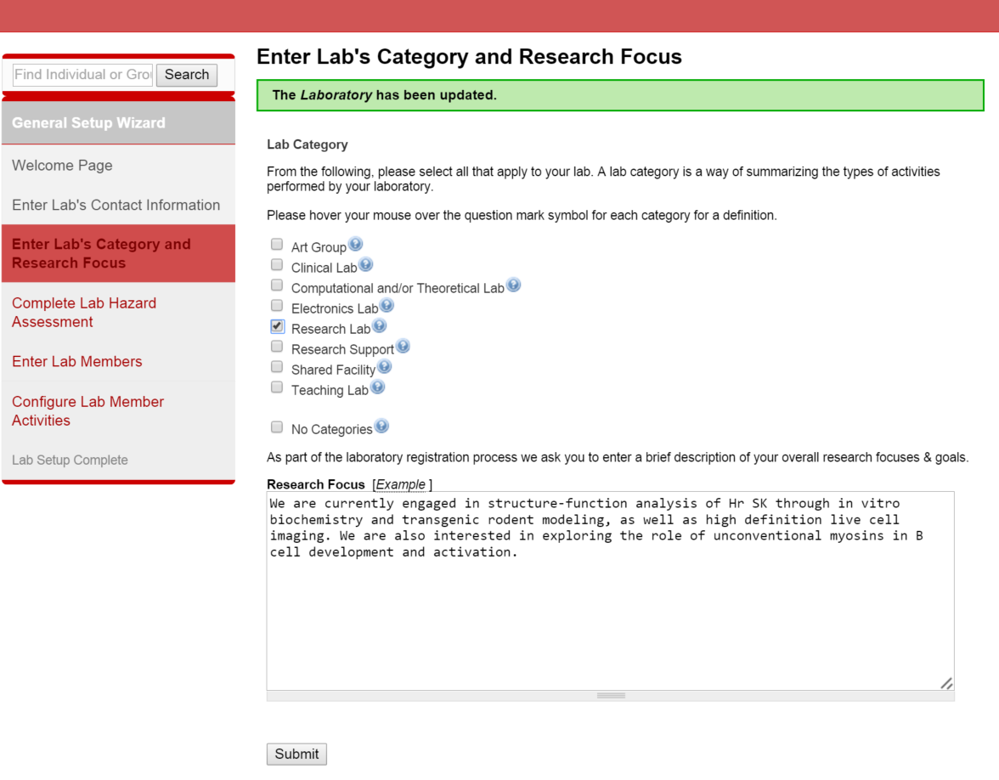 Enter Lab's Category and Research Focus
Find Individual or Gro
Search
The Laboratory has been updated.
General Setup Wizard
Welcome Page
Enter Lab's Contact Information
Enter Lab's Category and
Research Focus
Complete Lab Hazard
Assessment
Enter Lab Members
Configure Lab Member
Activities
Lab Setup Complete
Lab Category
From the following, please select all that apply to your lab. A lab category is a way of summarizing the types of activities
performed by your laboratory.
Please hover your mouse over the question mark symbol for each category for a definition.
Art Group ?
Clinical Lab ?
Computational and/or Theoretical Lab ?
Electronics Lab ?
Research Lab ?
Research Support ?
Shared Facility ?
Teaching Lab ?
No Categories ?
As part of the laboratory registration process we ask you to enter a brief description of your overall research focuses & goals.
Research Focus [Example ]
We are currently engaged in structure-function analysis of Hr SK through in vitro
biochemistry and transgenic rodent modeling, as well as high definition live cell
imaging. We are also interested in exploring the role of unconventional myosins in B
cell development and activation.
Submit